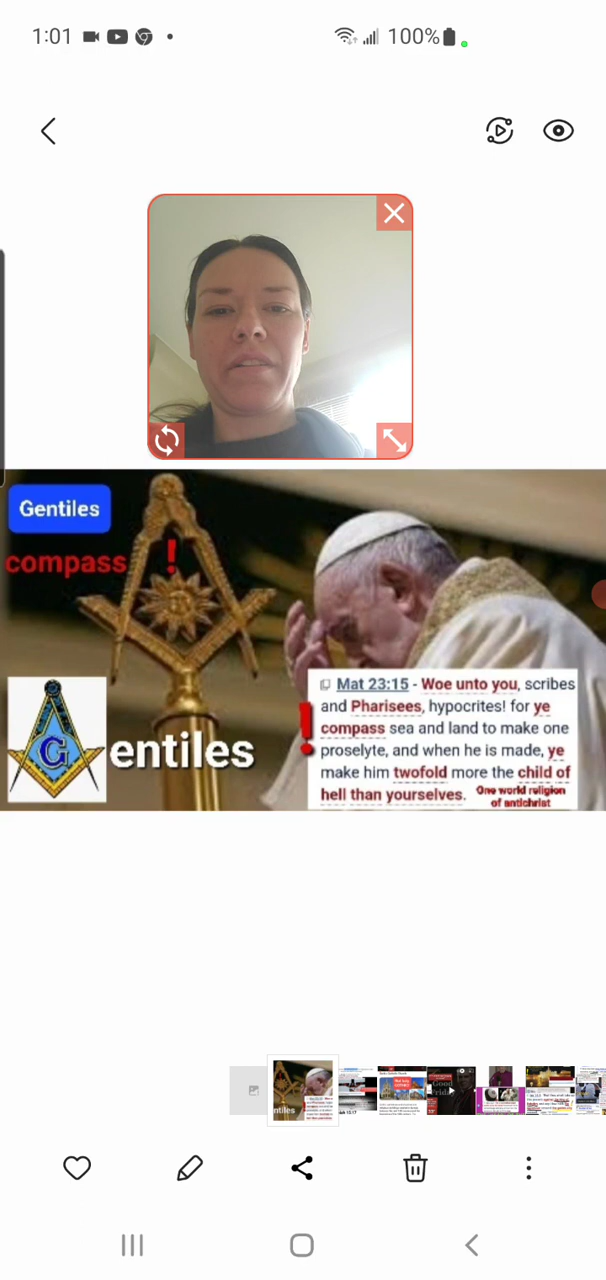 1:01 100%
Gentiles
compass !
G entiles
! Mat 23:15 - Woe unto you, scribes
and Pharisees, hypocrites! for ye
compass sea and land to make one
proselyte, and when he is made, ye
make him twofold more the child of
hell than yourselves. One world religion
of antichrist
ntiles